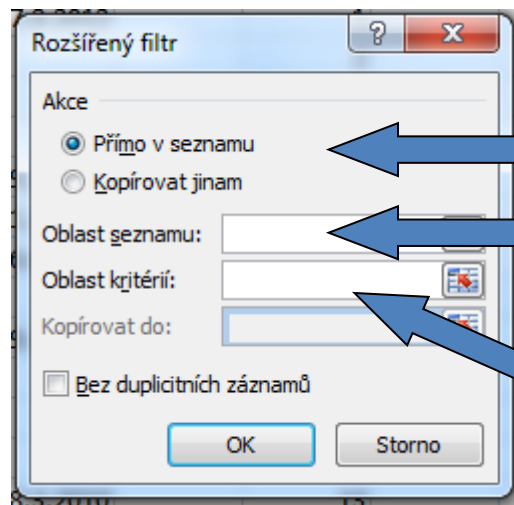 Rozšířený filtr
Akce
Přímo v seznamu
Kopírovat jinam
Oblast seznamu:
Oblast kritérií:
Kopírovat do:
Bez duplicitních záznamů
OK Storno